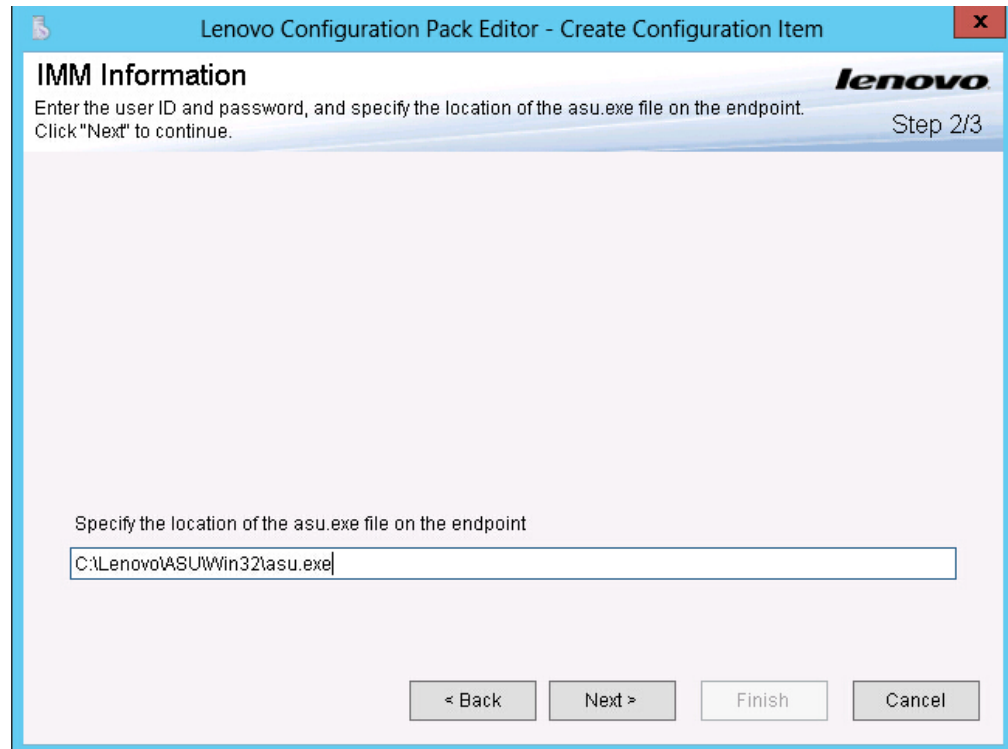 Lenovo Configuration Pack Editor - Create Configuration Item
x
IMM Information
lenovo
Enter the user ID and password, and specify the location of the asu.exe file on the endpoint.
Click "Next" to continue.
Step 2/3
Specify the location of the asu.exe file on the endpoint
C:\Lenovo\ASU\Win32\asu.exe
< Back
Next >
Finish
Cancel